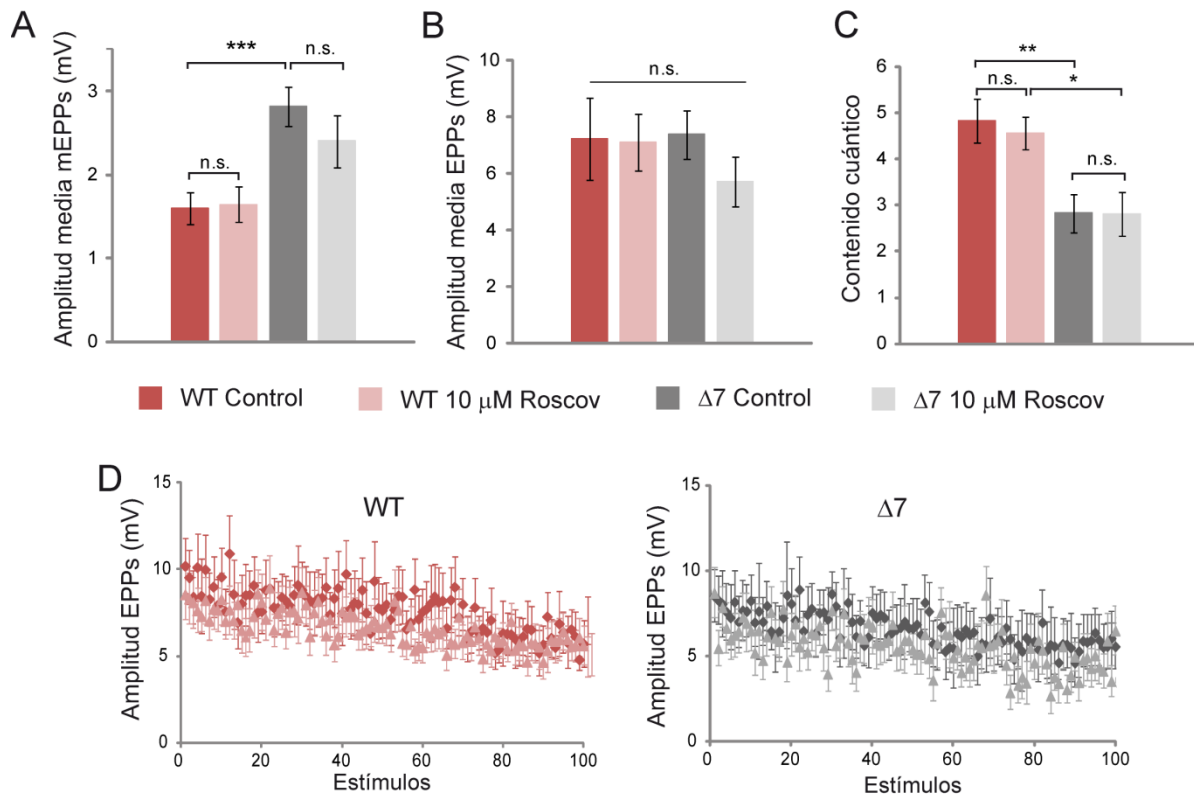 A
Amplitud media mEPPs (mV)
3
2
1
0
***
n.s.
n.s.
B
Amplitud media EPPs (mV)
10
8
6
4
2
0
n.s.
C
Contenido cuántico
6
5
4
3
2
1
0
**
n.s.
*
n.s.
WT Control
WT 10 μM Roscov
Δ7 Control
Δ7 10 μM Roscov
D
WT
Amplitud EPPs (mV)
15
10
5
0
0 20 40 60 80 100
Estímulos
Δ7
Amplitud EPPs (mV)
15
10
5
0
0 20 40 60 80 100
Estímulos